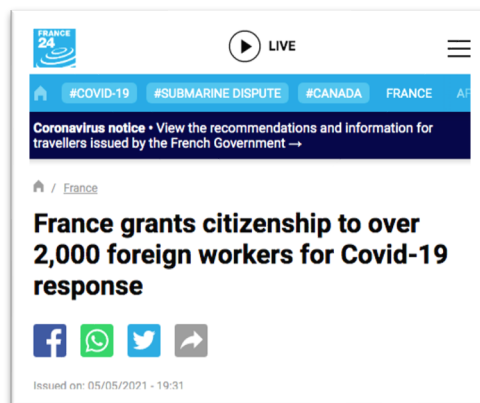 FRANCE
24
LIVE
#COVID-19 #SUBMARINE DISPUTE #CANADA FRANCE AF
Coronavirus notice • View the recommendations and information for
travellers issued by the French Government →
/ France
France grants citizenship to over
2,000 foreign workers for Covid-19
response
Issued on: 05/05/2021 - 19:31